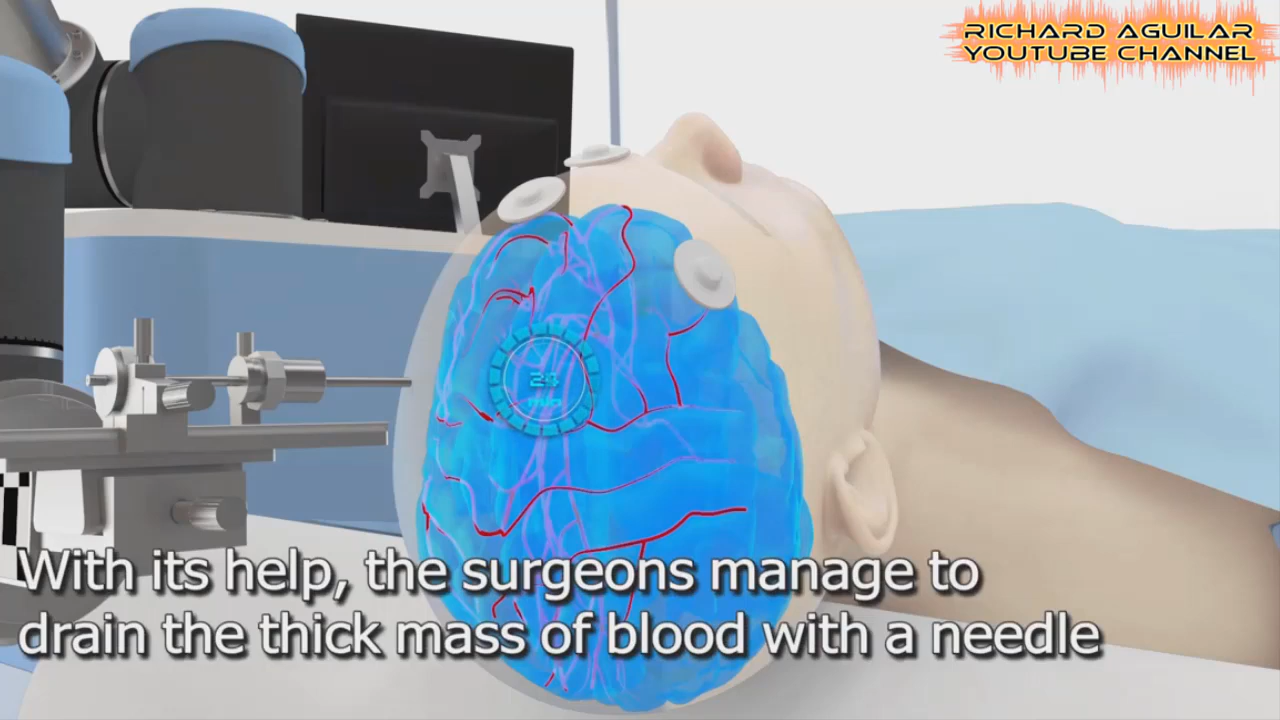 RICHARD AGUILAR
YOUTUBE CHANNEL
24
With its help, the surgeons manage to
drain the thick mass of blood with a needle